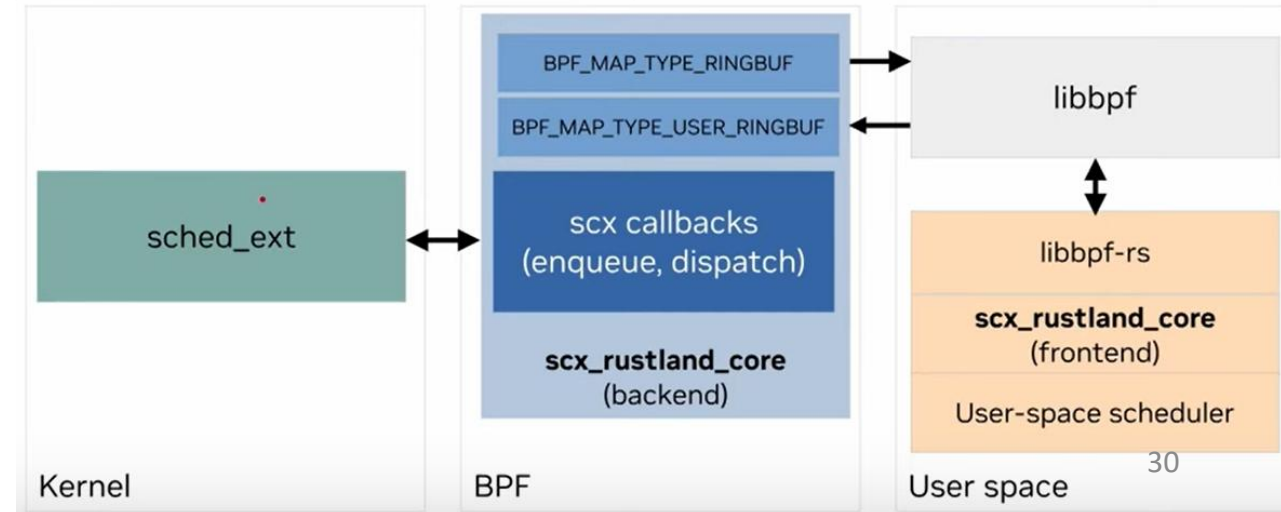 sched_ext
Kernel
BPF_MAP_TYPE_RINGBUF
BPF_MAP_TYPE_USER_RINGBUF
scx callbacks
(enqueue, dispatch)
scx_rustland_core
(backend)
BPF
libbpf
libbpf-rs
scx_rustland_core
(frontend)
User-space scheduler
30
User space